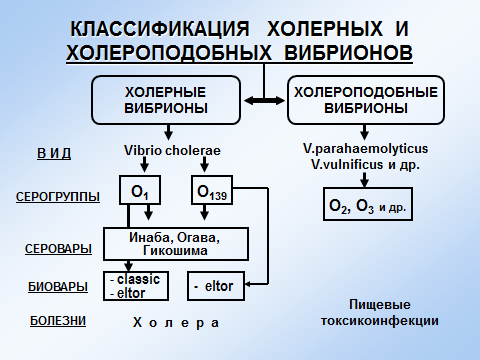 КЛАССИФИКАЦИЯ ХОЛЕРНЫХ И
ХОЛЕРОПОДОБНЫХ ВИБРИОНОВ
ХОЛЕРНЫЕ
ВИБРИОНЫ
ХОЛЕРОПОДОБНЫЕ
ВИБРИОНЫ
В И Д
Vibrio cholerae
V.parahaemolyticus
V.vulnificus и др.
СЕРОГРУППЫ
O1
O139
O2, O3 и др.
СЕРОВАРЫ
Инаба, Огава,
Гикошима
БИОВАРЫ
- classic
- eltor
- eltor
БОЛЕЗНИ
Х о л е р а
Пищевые
токсикоинфекции